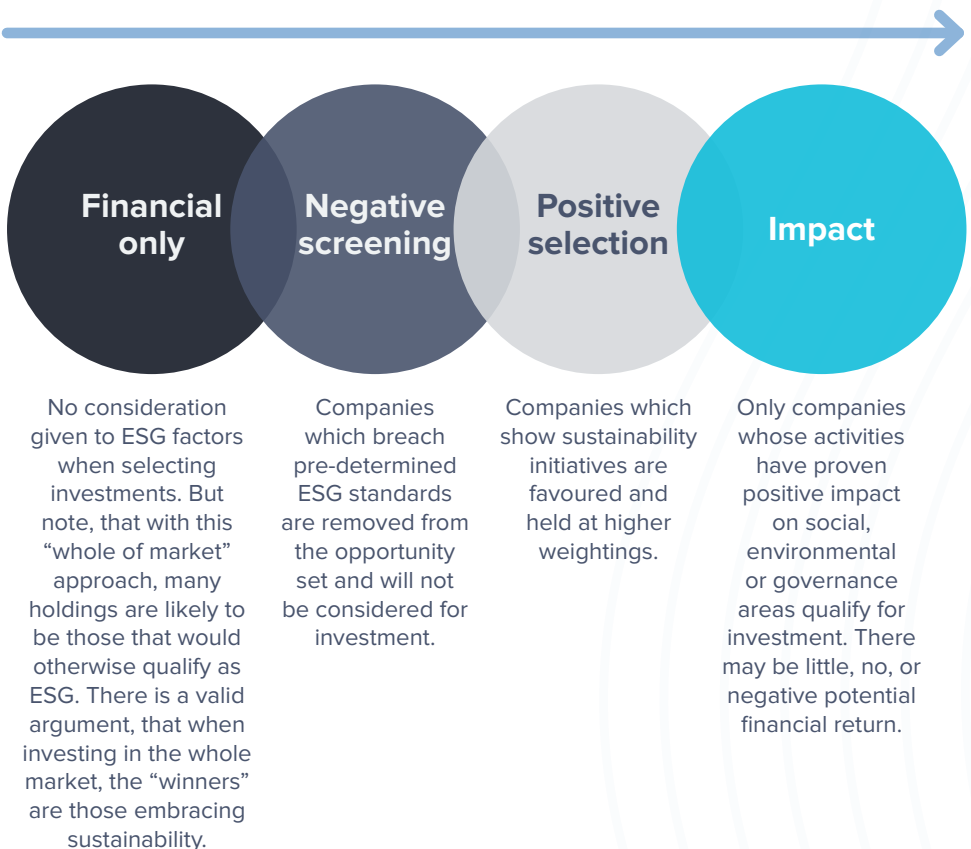 Financial
only
Negative
screening
Positive
selection
Impact
No consideration
given to ESG factors
when selecting
investments. But
note, that with this
“whole of market”
approach, many
holdings are likely to
be those that would
otherwise qualify as
ESG. There is a valid
argument, that when
investing in the whole
market, the “winners”
are those embracing
sustainability.
Companies
which breach
pre-determined
ESG standards
are removed from
the opportunity
set and will not
be considered for
investment.
Companies which
show sustainability
initiatives are
favoured and
held at higher
weightings.
Only companies
whose activities
have proven
positive impact
on social,
environmental
or governance
areas qualify for
investment. There
may be little, no, or
negative potential
financial return.